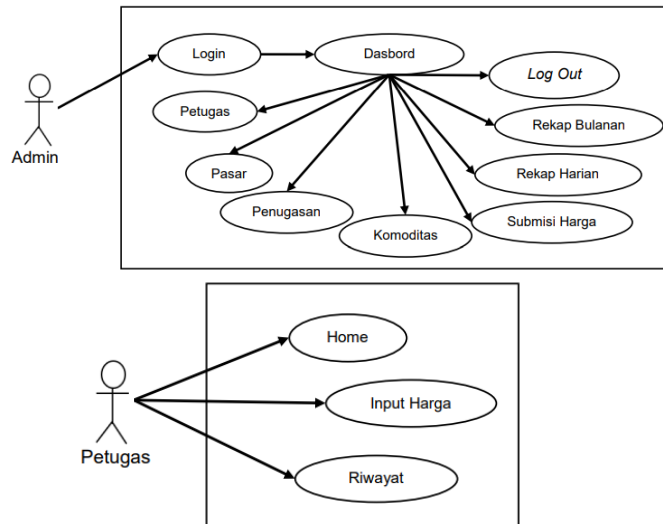 Login
Dasbord
Log Out
Petugas
Rekap Bulanan
Admin
Pasar
Rekap Harian
Penugasan
Komoditas
Submisi Harga
Home
Input Harga
Petugas
Riwayat